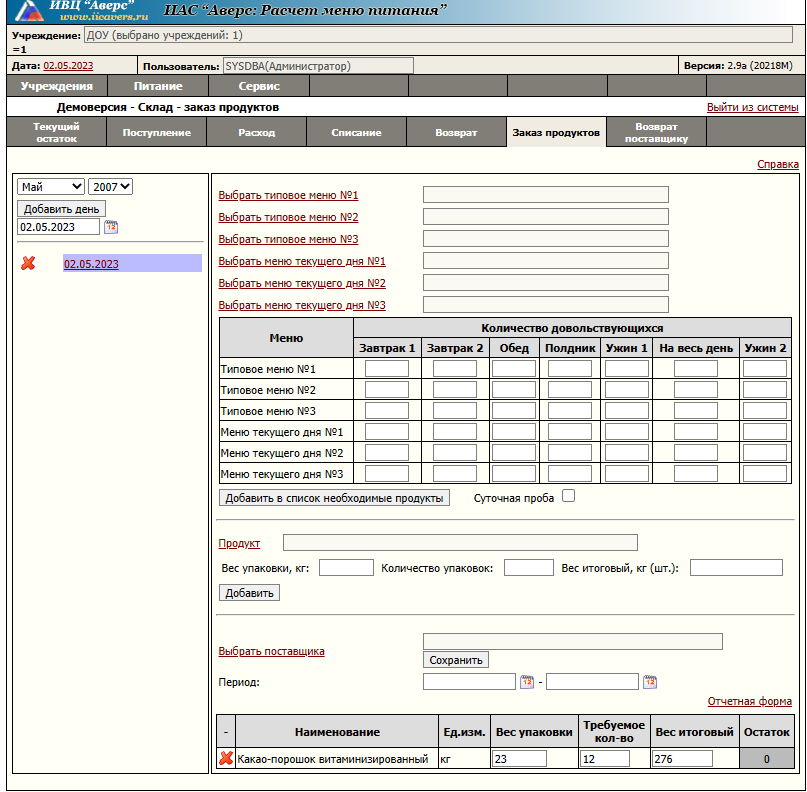 ИВЦ "Аверс"
www.iicavers.ru
ИАС "Аверс: Расчет меню питания"
Учреждение: ДОУ (выбрано учреждений: 1)
=1
Дата: 02.05.2023 Пользователь: SYSDBA(Администратор) Версия: 2.9a (20218M)
Учреждения Питание Сервис
Демоверсия - Склад - заказ продуктов Выйти из системы
Текущий остаток Поступление Расход Списание Возврат Заказ продуктов Возврат поставщику
Справка
Май 2007
Добавить день
02.05.2023
02.05.2023
Выбрать типовое меню №1
Выбрать типовое меню №2
Выбрать типовое меню №3
Выбрать меню текущего дня №1
Выбрать меню текущего дня №2
Выбрать меню текущего дня №3
Меню Количество довольствующихся
Завтрак 1 Завтрак 2 Обед Полдник Ужин 1 На весь день Ужин 2
Типовое меню №1
Типовое меню №2
Типовое меню №3
Меню текущего дня №1
Меню текущего дня №2
Меню текущего дня №3
Добавить в список необходимые продукты Суточная проба
Продукт
Вес упаковки, кг: Количество упаковок: Вес итоговый, кг (шт.):
Добавить
Выбрать поставщика
Сохранить
Период: 12 - 12
Отчетная форма
- Наименование Ед.изм. Вес упаковки Требуемое кол-во Вес итоговый Остаток
Какао-порошок витаминизированный кг 23 12 276 0